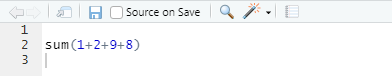 Source on Save
1
2 sum(1+2+9+8)
3